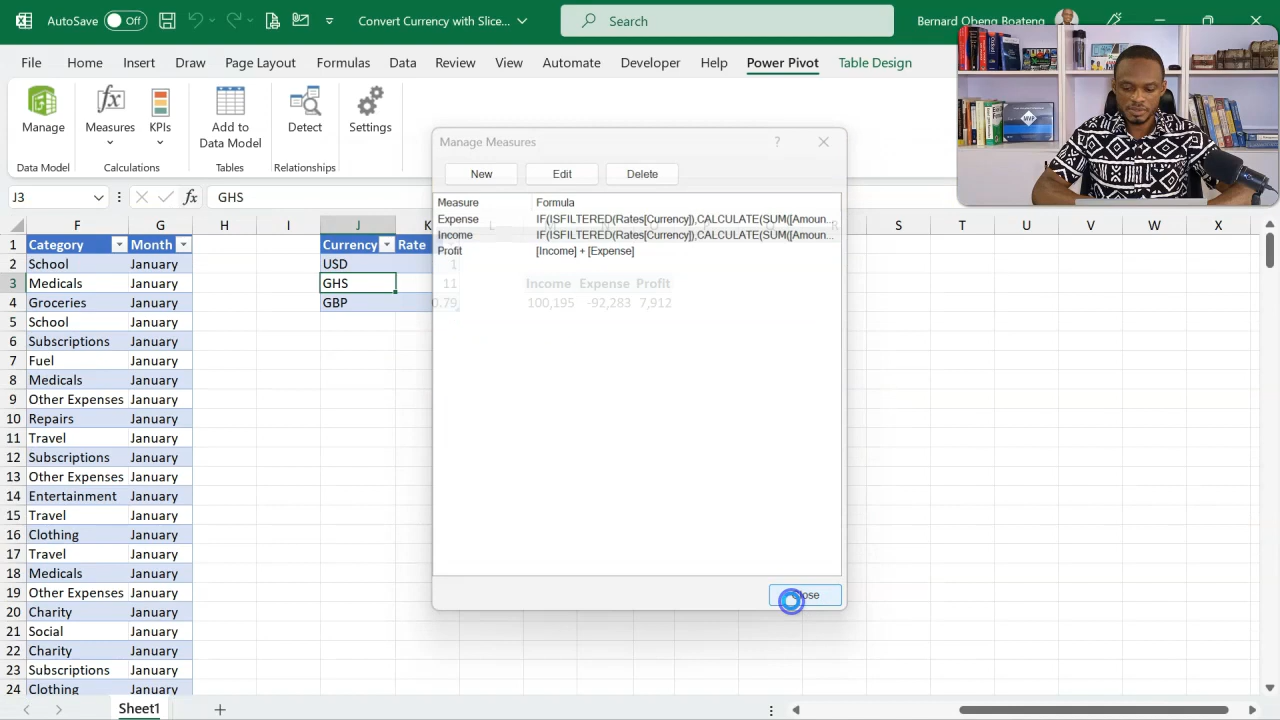 AutoSave Off Convert Currency with Slice... Search Bernard Obeng Boateng
File Home Insert Draw Page Layout Formulas Data Review View Automate Developer Help Power Pivot Table Design
Manage Measures KPIs Add to Data Model Detect Settings
Data Model Calculations Tables Relationships
J3 fx GHS
Manage Measures ?
New Edit Delete
Measure Formula
Expense IF(ISFILTERED(Rates[Currency]),CALCULATE(SUM([Amoun...
Income IF(ISFILTERED(Rates[Currency]),CALCULATE(SUM([Amoun...
Profit [Income] + [Expense]
Close
F G H I J K L R S T U V W X
1 Category Month Currency Rate
2 School January USD 1
3 Medicals January GHS 11 Income Expense Profit
4 Groceries January GBP 0.79 100,195 -92,283 7,912
5 School January
6 Subscriptions January
7 Fuel January
8 Medicals January
9 Other Expenses January
10 Repairs January
11 Travel January
12 Subscriptions January
13 Other Expenses January
14 Entertainment January
15 Travel January
16 Clothing January
17 Travel January
18 Medicals January
19 Other Expenses January
20 Charity January
21 Social January
22 Charity January
23 Subscriptions January
24 Clothing January
Sheet1